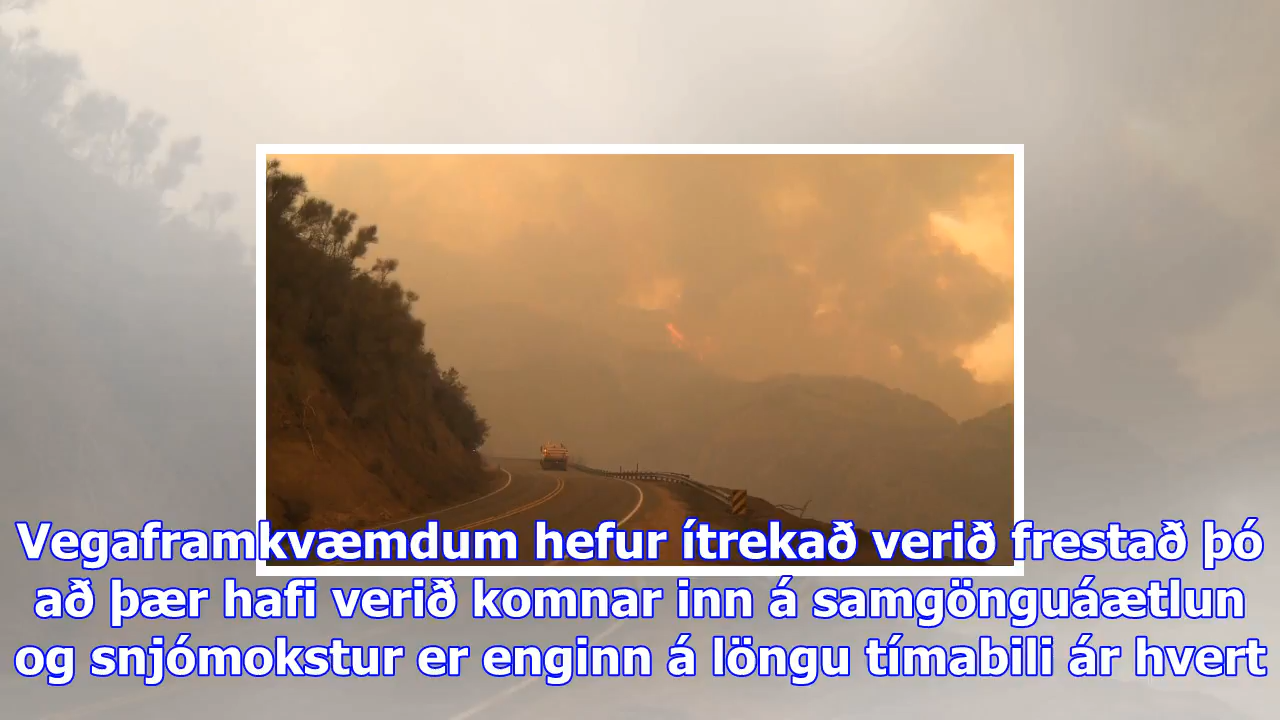 Vegaframkvæmdum hefur ítrekað verið frestað þó
að þær hafi verið komnar inn á samgönguáætlun
og snjómokstur er enginn á löngu tímabili ár hvert